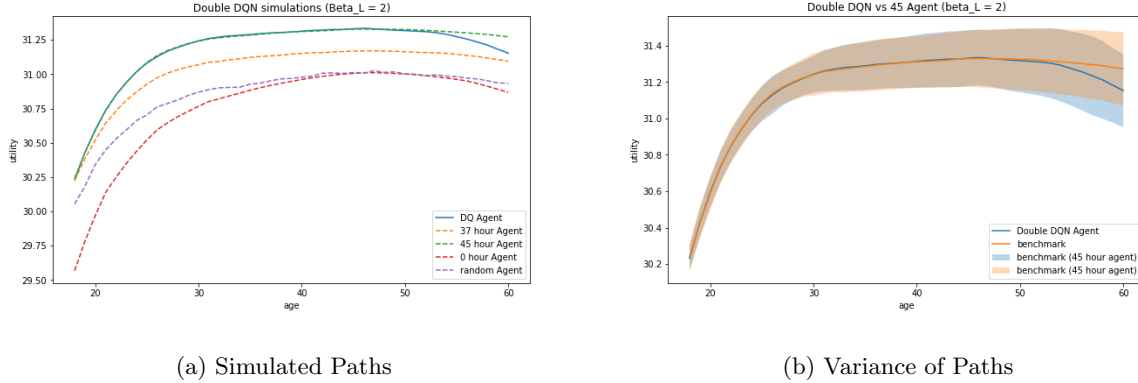 Double DQN simulations (Beta_L = 2)
utility
31.25
31.00
30.75
30.50
30.25
30.00
29.75
29.50
20
30
40
50
60
age
DQ Agent
37 hour Agent
45 hour Agent
0 hour Agent
random Agent
(a) Simulated Paths
Double DQN vs 45 Agent (beta_L = 2)
utility
31.4
31.2
31.0
30.8
30.6
30.4
30.2
20
30
40
50
60
age
Double DQN Agent
benchmark
benchmark (45 hour agent)
benchmark (45 hour agent)
(b) Variance of Paths